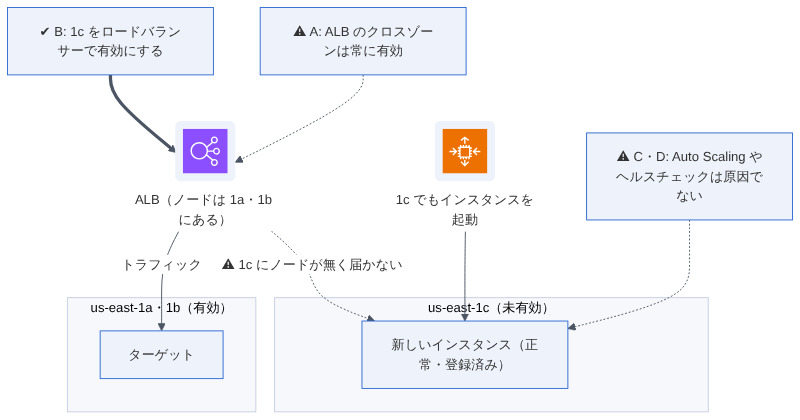 ✔ B: 1c をロードバラン
サーで有効にする
⚠ A: ALB のクロスゾー
ンは常に有効
⚠ C・D: Auto Scaling や
ヘルスチェックは原因で
ない
ALB（ノードは 1a・1b
にある）
1c でもインスタンスを
起動
トラフィック
⚠ 1c にノードが無く届かない
us-east-1a・1b（有効）
us-east-1c（未有効）
ターゲット
新しいインスタンス（正
常・登録済み）